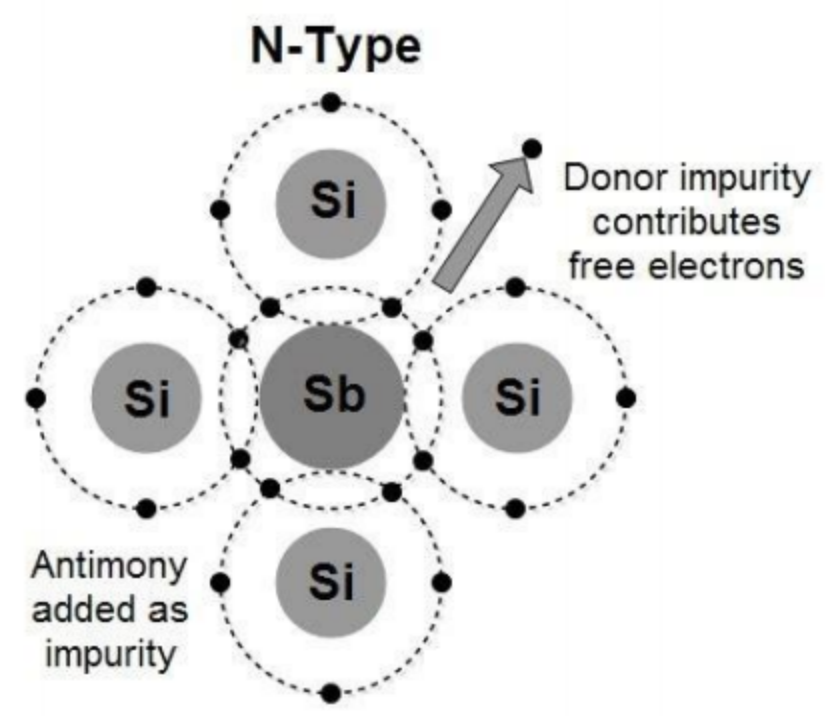 N-Type
Si
Donor impurity
contributes
free electrons
Si
Sb
Si
Si
Antimony
added as
impurity